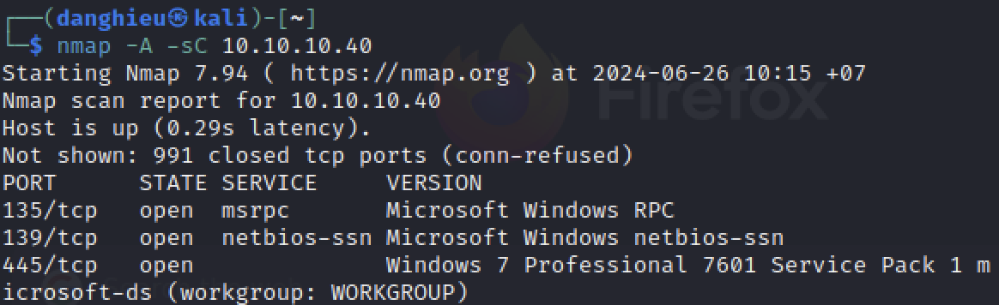 ┌──(danghieu㉿kali)-[~]
└─$ nmap -A -sC 10.10.10.40
Starting Nmap 7.94 ( https://nmap.org ) at 2024-06-26 10:15 +07
Nmap scan report for 10.10.10.40
Host is up (0.29s latency).
Not shown: 991 closed tcp ports (conn-refused)
PORT    STATE SERVICE     VERSION
135/tcp   open  msrpc       Microsoft Windows RPC
139/tcp   open  netbios-ssn Microsoft Windows netbios-ssn
445/tcp   open              Windows 7 Professional 7601 Service Pack 1 m
icrosoft-ds (workgroup: WORKGROUP)
Firefox